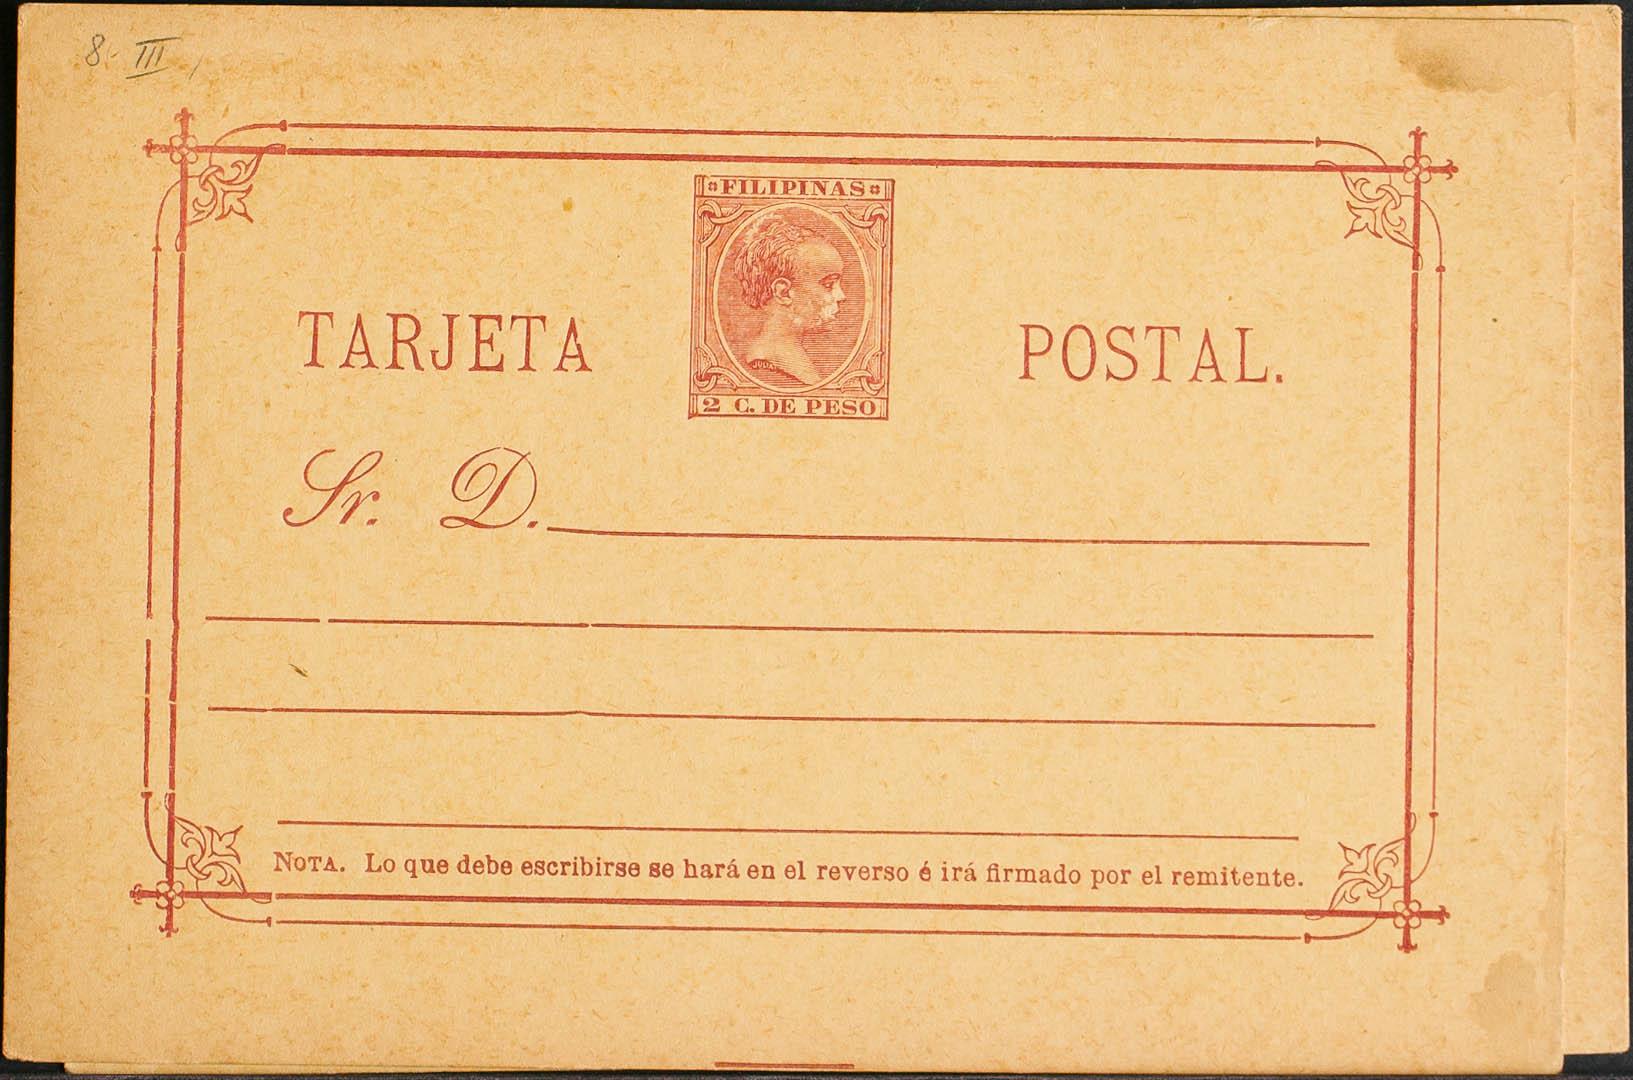 8. III
FILIPINAS
2 C. DE PESO
TARJETA POSTAL.
Sr. D.
NOTA. Lo que debe escribirse se hará en el reverso é irá firmado por el remitente.